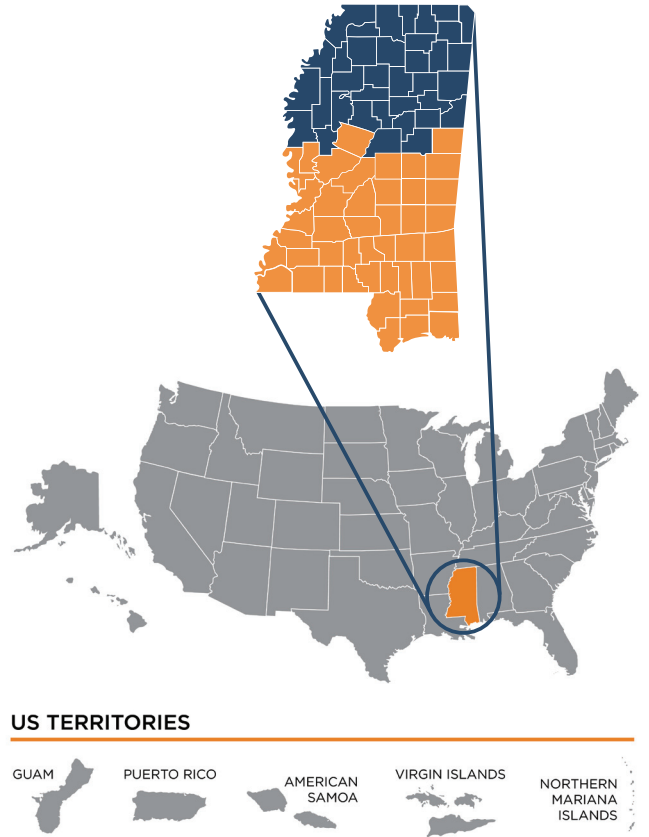 US TERRITORIES
GUAM
PUERTO RICO
AMERICAN
SAMOA
VIRGIN ISLANDS
NORTHERN
MARIANA
ISLANDS